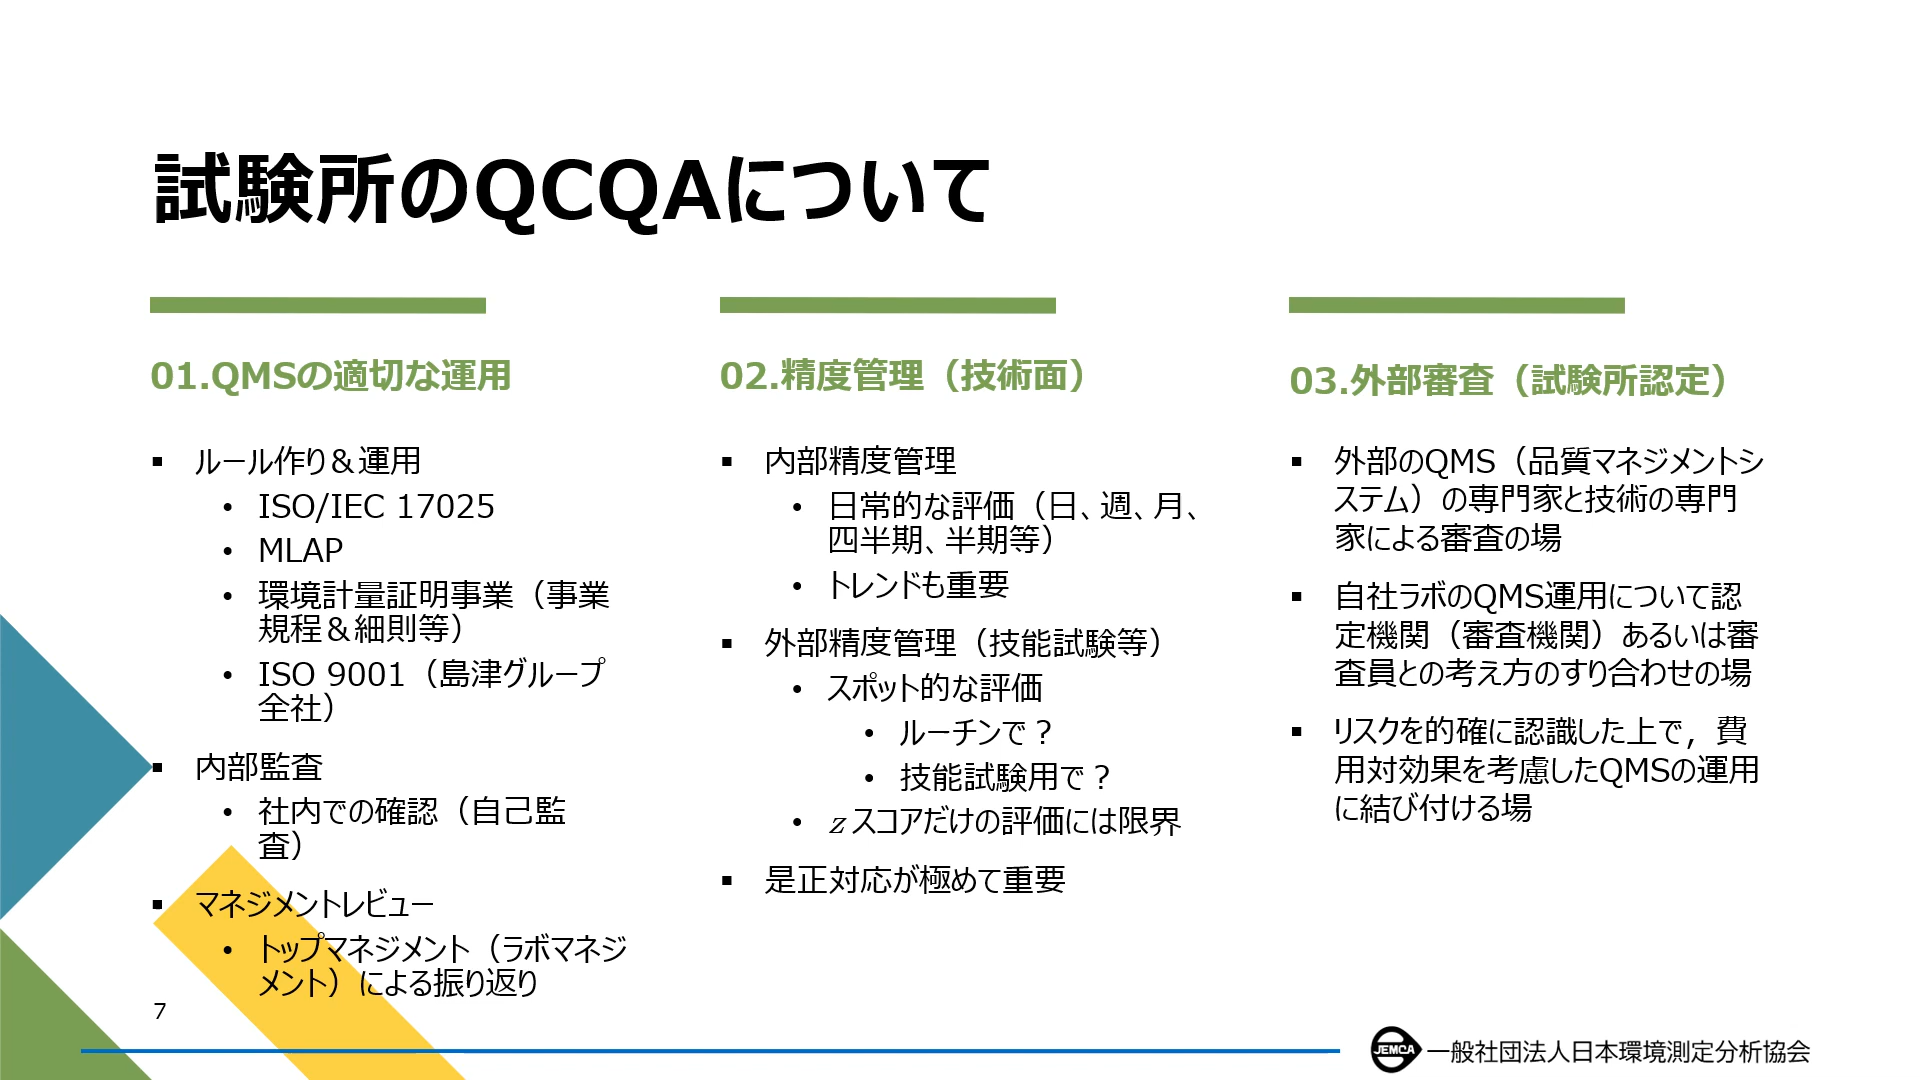 試験所のQCQAについて
01.QMSの適切な運用
▪ ルール作り＆運用
• ISO/IEC 17025
• MLAP
• 環境計量証明事業（事業
規程＆細則等）
• ISO 9001（島津グループ
全社）
▪ 内部監査
• 社内での確認（自己監
査）
▪ マネジメントレビュー
• トップマネジメント（ラボマネジ
メント）による振り返り
02.精度管理（技術面）
▪ 内部精度管理
• 日常的な評価（日、週、月、
四半期、半期等）
• トレンドも重要
▪ 外部精度管理（技能試験等）
• スポット的な評価
• ルーチンで？
• 技能試験用で？
• z スコアだけの評価には限界
▪ 是正対応が極めて重要
03.外部審査（試験所認定）
▪ 外部のQMS（品質マネジメントシ
ステム）の専門家と技術の専門
家による審査の場
▪ 自社ラボのQMS運用について認
定機関（審査機関）あるいは審
査員との考え方のすり合わせの場
▪ リスクを的確に認識した上で，費
用対効果を考慮したQMSの運用
に結び付ける場
7
JEMCA 一般社団法人日本環境測定分析協会